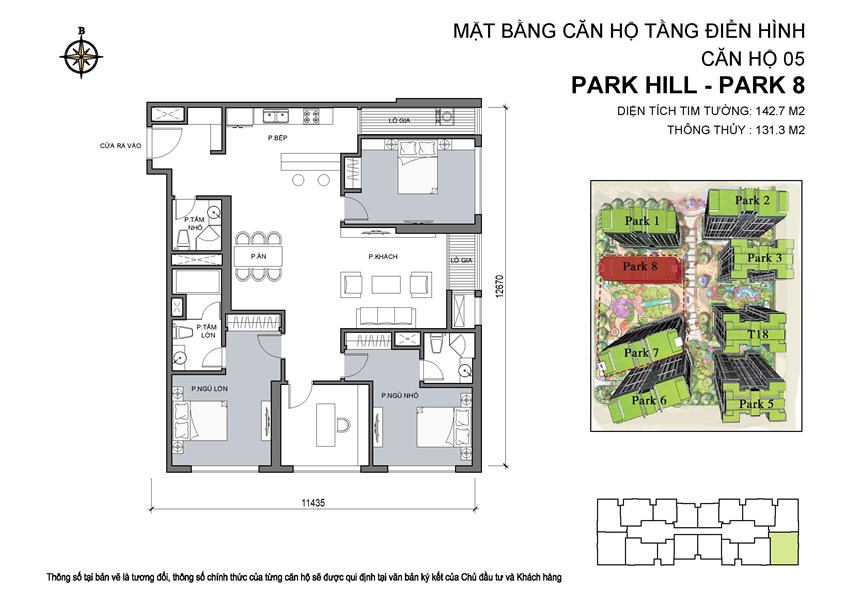 B
MẶT BẰNG CĂN HỘ TẦNG ĐIỂN HÌNH
CĂN HỘ 05
PARK HILL - PARK 8
DIỆN TÍCH TIM TƯỜNG: 142.7 M2
THÔNG THỦY : 131.3 M2
CỬA RA VÀO
P.BẾP
LÔ GIA
P.TẮM
NHỎ
P.ĂN
P.KHÁCH
LÔ GIA
P.TẮM
LỚN
P.NGỦ LỚN
P.NGỦ NHỎ
12670
11435
Park 1
Park 2
Park 8
Park 3
T18
Park 7
Park 6
Park 5
Thông số tại bản vẽ là tương đối, thông số chính thức của từng căn hộ sẽ được qui định tại văn bản ký kết của Chủ đầu tư và Khách hàng